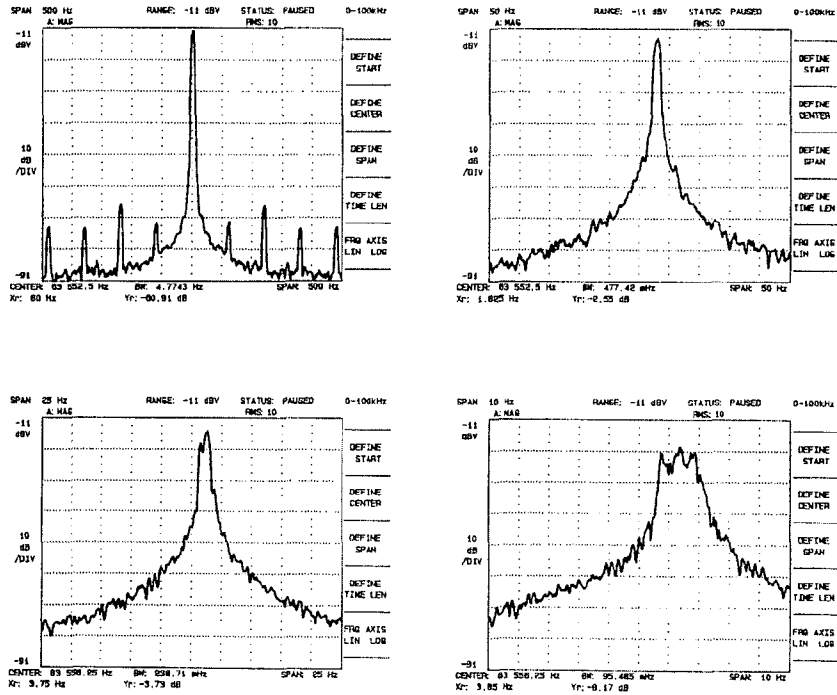 SPAN 500 Hz RANGE: -11 dBV STATUS: PAUSED 0-100kHz
A: MAG RMS: 10
-11
dBV
10
dB
/DIV
-91
DEFINE
START
DEFINE
CENTER
DEFINE
SPAN
DEFINE
TIME LEN
FRQ AXIS
LIN LOG
CENTER: 83 552.5 Hz BW: 4.7743 Hz SPAN: 500 Hz
Xr: 60 Hz Yr:-60.91 dB
SPAN 50 Hz RANGE: -11 dBV STATUS: PAUSED 0-100kHz
A: MAG RMS: 10
-11
dBV
10
dB
/DIV
-91
DEFINE
START
DEFINE
CENTER
DEFINE
SPAN
DEFINE
TIME LEN
FRQ AXIS
LIN LOG
CENTER: 83 552.5 Hz BW: 477.42 mHz SPAN: 50 Hz
Xr: 1.625 Hz Yr:-2.55 dB
SPAN 25 Hz RANGE: -11 dBV STATUS: PAUSED 0-100kHz
A: MAG RMS: 10
-11
dBV
10
dB
/DIV
-91
DEFINE
START
DEFINE
CENTER
DEFINE
SPAN
DEFINE
TIME LEN
FRQ AXIS
LIN LOG
CENTER: Hz BW: 238.71 mHz SPAN: 25 Hz
Xr: 3.75 Hz Yr:-3.73 dB
SPAN 10 Hz RANGE: -11 dBV STATUS: PAUSED 0-100kHz
A: MAG RMS: 10
-11
dBV
10
dB
/DIV
-91
DEFINE
START
DEFINE
CENTER
DEFINE
SPAN
DEFINE
TIME LEN
FRQ AXIS
LIN LOG
CENTER: Hz BW: 95.485 mHz SPAN: 10 Hz
Xr: 3.85 Hz Yr:-8.17 dB